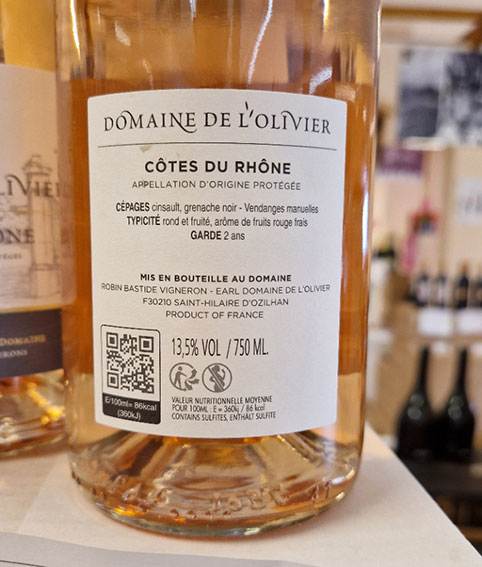 DOMAINE DE L'OLIVIER
CÔTES DU RHÔNE
APPELLATION D'ORIGINE PROTÉGÉE
CÉPAGES cinsault, grenache noir - Vendanges manuelles
TYPICITÉ rond et fruité, arôme de fruits rouge frais
GARDE 2 ans
MIS EN BOUTEILLE AU DOMAINE
ROBIN BASTIDE VIGNERON - EARL DOMAINE DE L'OLIVIER
F30210 SAINT-HILAIRE D'OZILHAN
PRODUCT OF FRANCE
13,5% VOL / 750 ML.
E/100ml= 86kcal
(360kJ)
VALEUR NUTRITIONNELLE MOYENNE
POUR 100ML : E = 360kj / 86 kcal
CONTAINS SULFITES, ENTHÄLT SULFITE